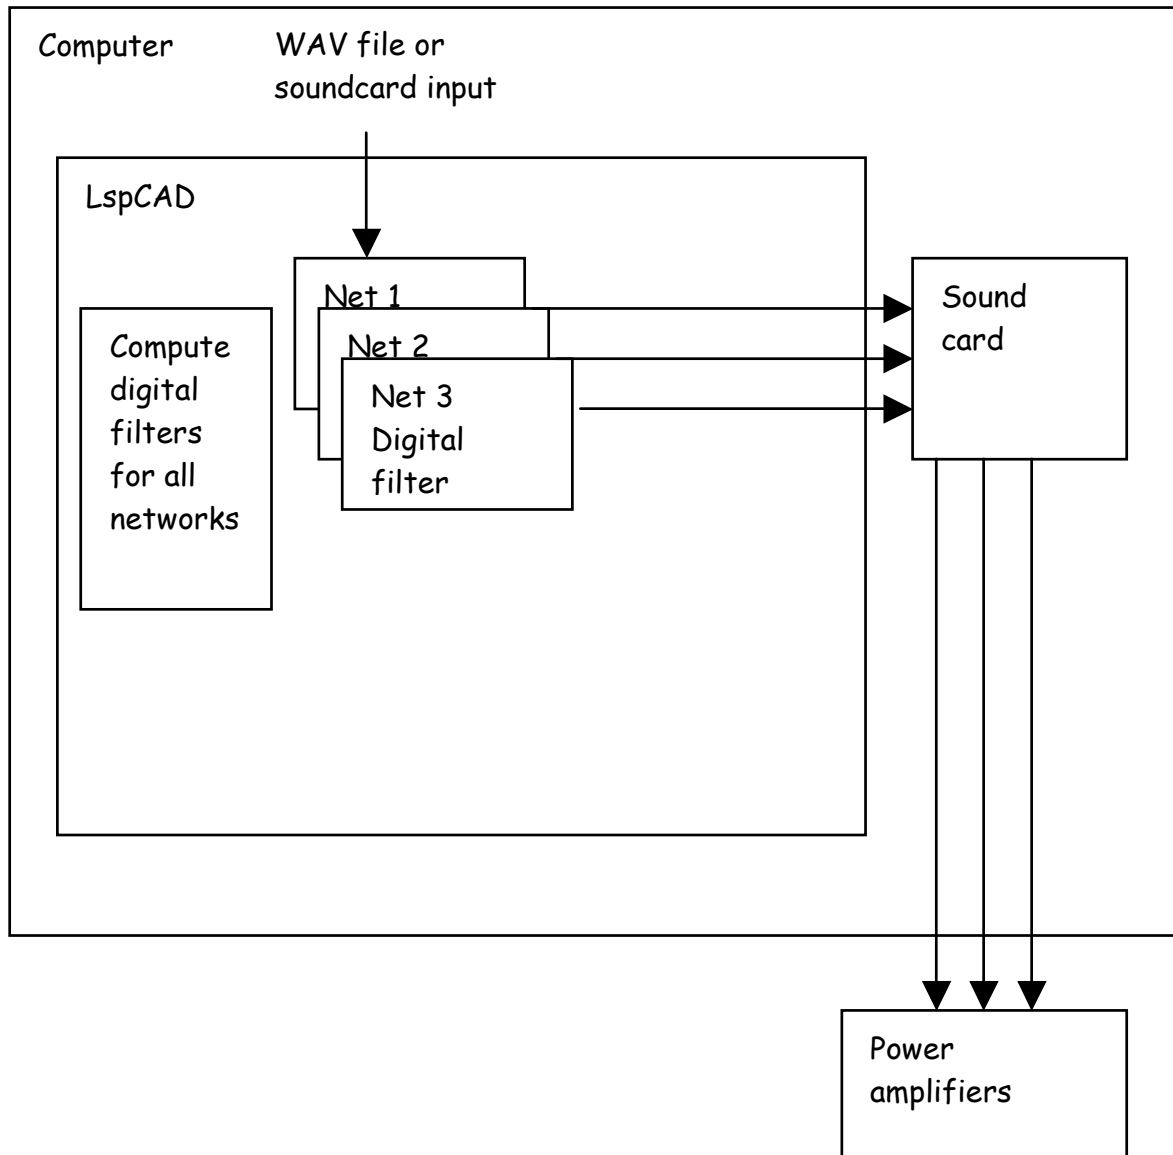 Computer
WAV file or
soundcard input
LspCAD
Net 1
Net 2
Net 3
Digital
filter
Compute
digital
filters
for all
networks
Sound
card
Power
amplifiers